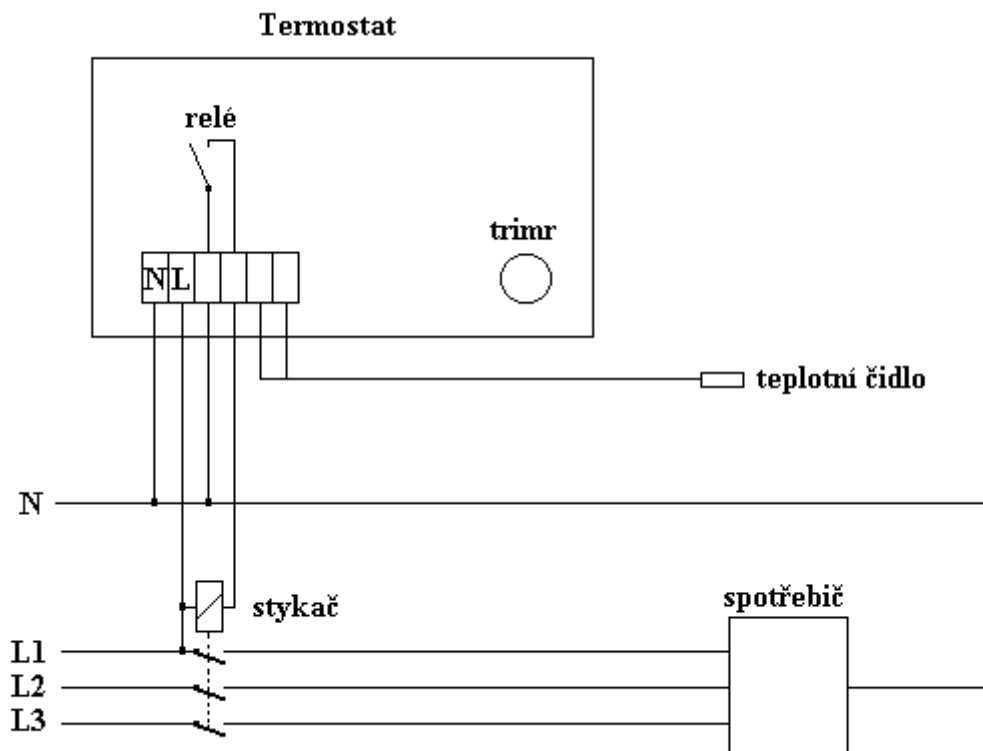 Termostat
relé
trimr
N L
teplotní čidlo
N
stykač
spotřebič
L1
L2
L3